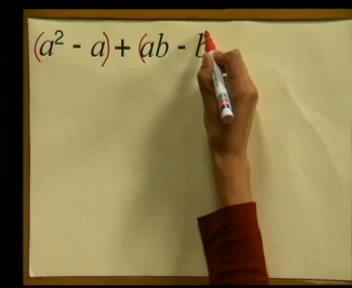 (a² - a) + (ab - b